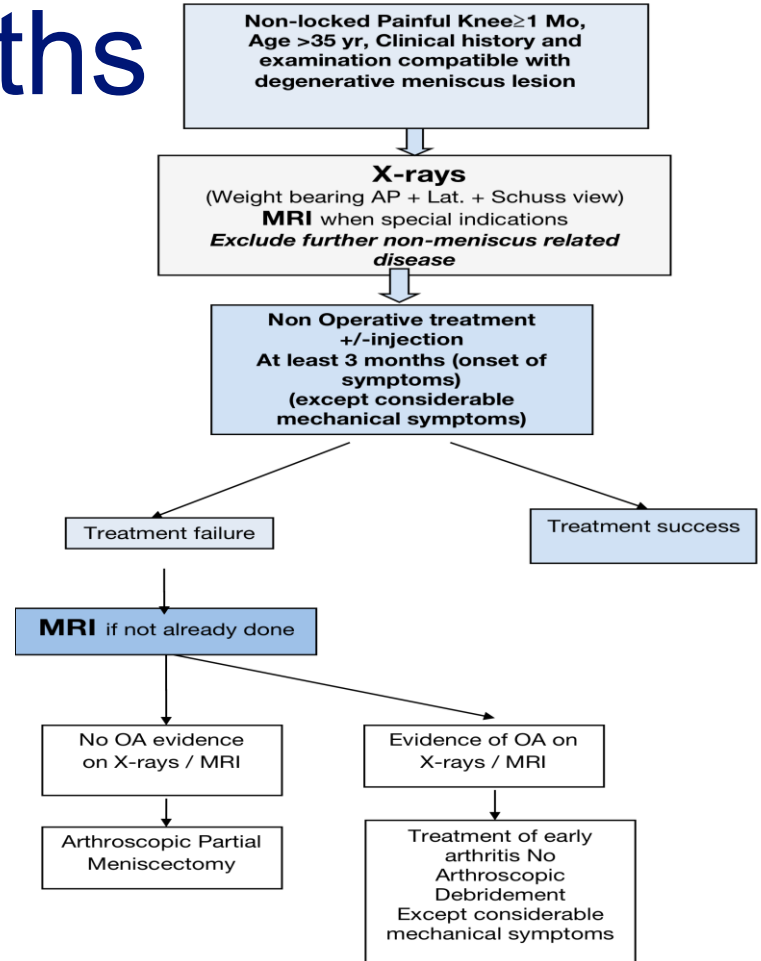 ths
Non-locked Painful Knee≥1 Mo,
Age >35 yr, Clinical history and
examination compatible with
degenerative meniscus lesion
X-rays
(Weight bearing AP + Lat. + Schuss view)
MRI when special indications
Exclude further non-meniscus related
disease
Non Operative treatment
+/-injection
At least 3 months (onset of
symptoms)
(except considerable
mechanical symptoms)
Treatment failure
Treatment success
MRI if not already done
No OA evidence
on X-rays / MRI
Evidence of OA on
X-rays / MRI
Arthroscopic Partial
Meniscectomy
Treatment of early
arthritis No
Arthroscopic
Debridement
Except considerable
mechanical symptoms